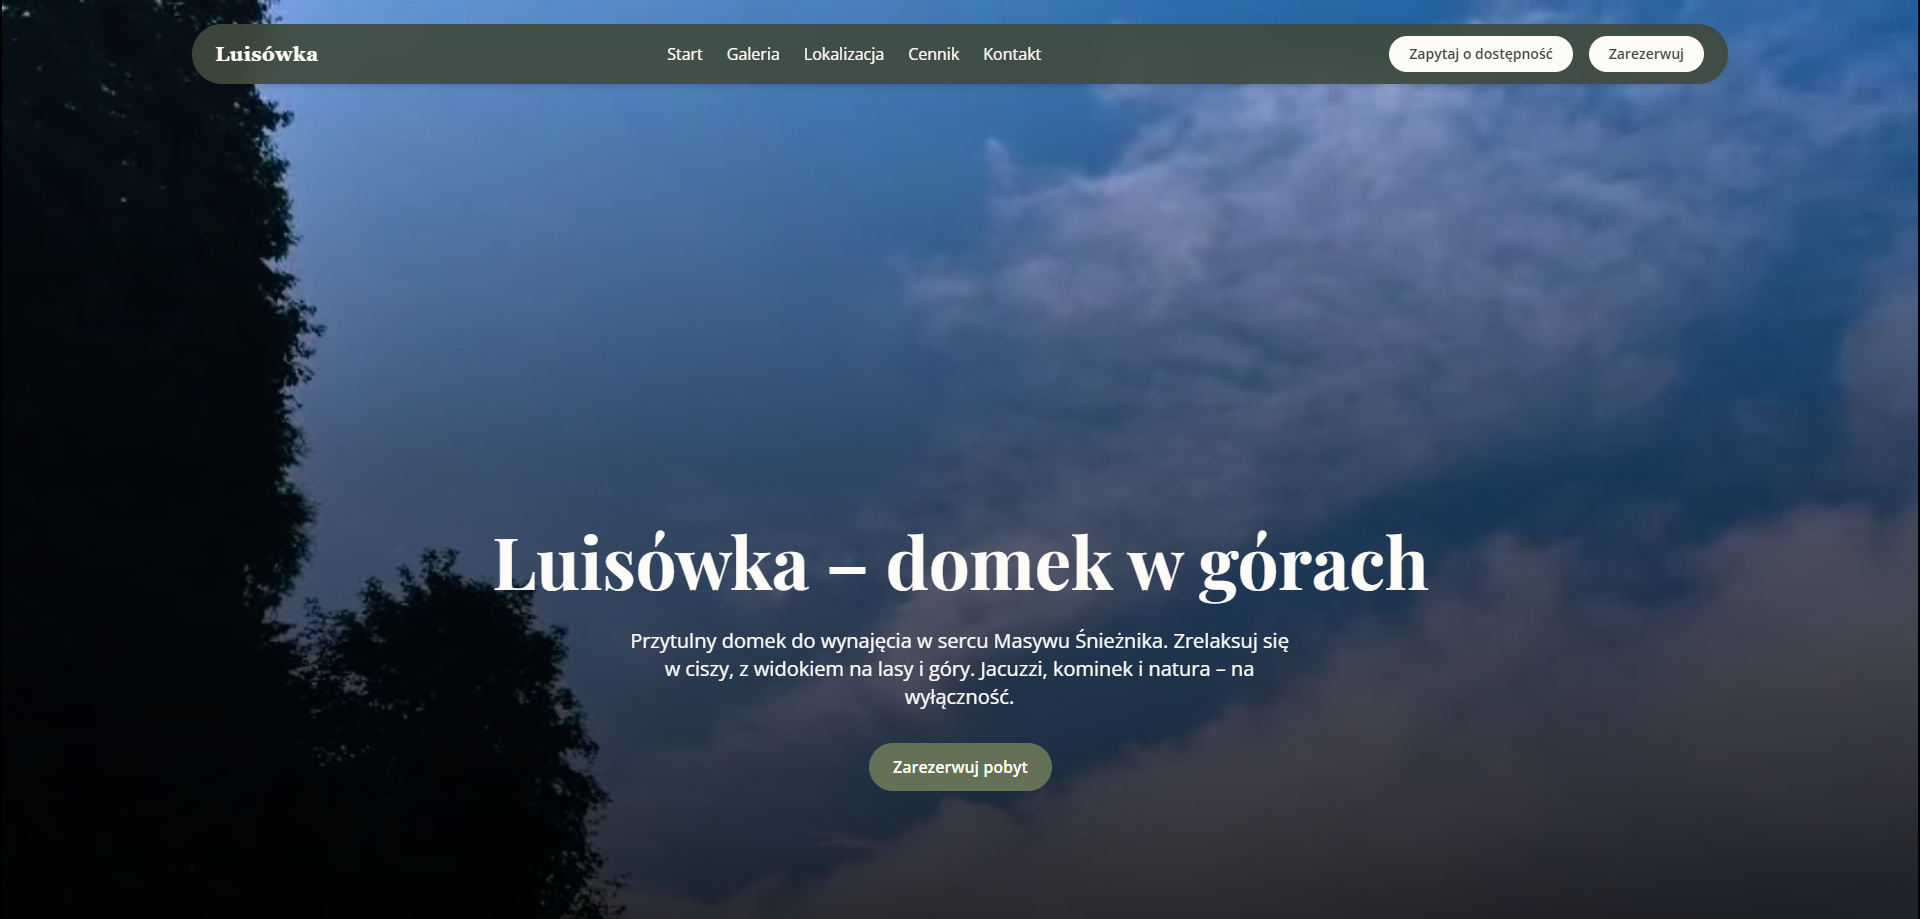 Luisówka
Start Galeria Lokalizacja Cennik Kontakt
Zapytaj o dostępność Zarezerwuj
Luisówka – domek w górach
Przytulny domek do wynajęcia w sercu Masywu Śnieżnika. Zrelaksuj się
w ciszy, z widokiem na lasy i góry. Jacuzzi, kominek i natura – na
wyłączność.
Zarezerwuj pobyt